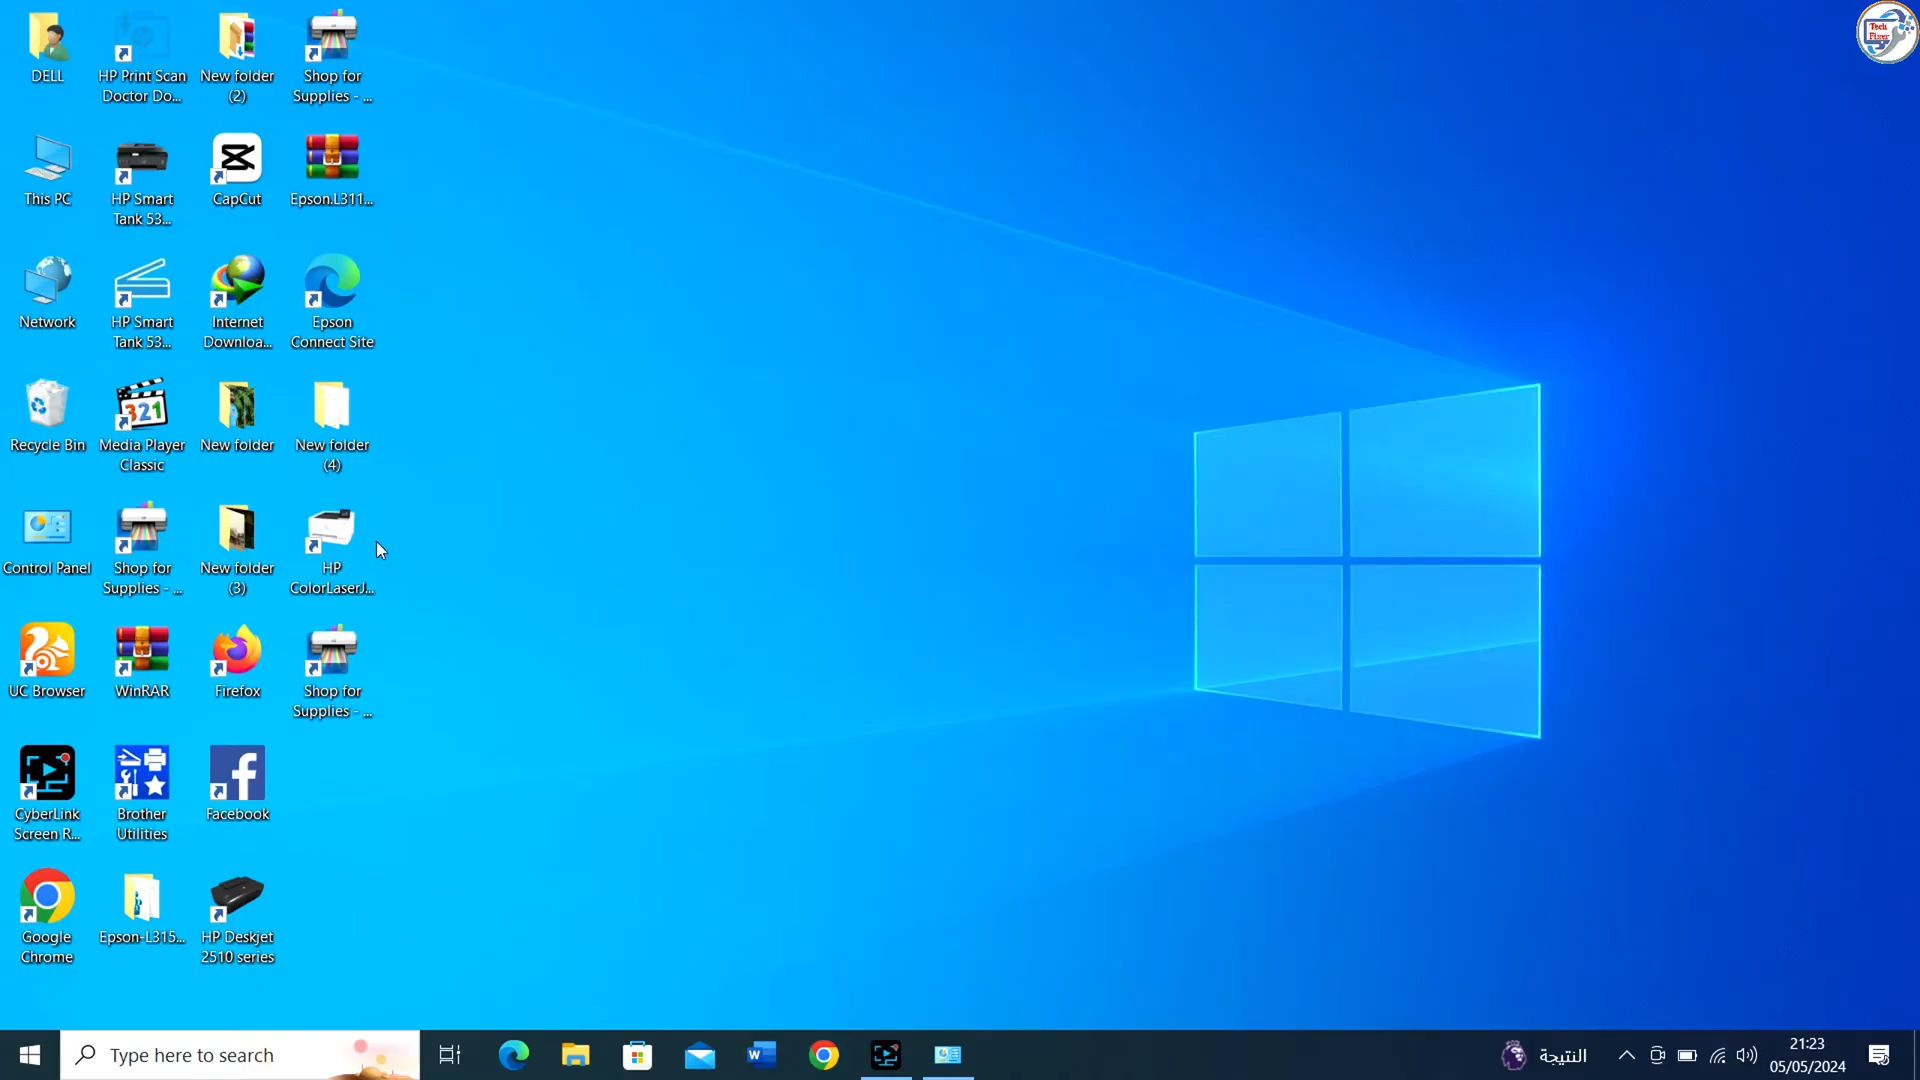 DELL
HP Print Scan
Doctor Do...
New folder
(2)
Shop for
Supplies - ...
Tech
Fixer
This PC
HP Smart
Tank 53...
CapCut
Epson.L311...
Network
HP Smart
Tank 53...
Internet
Downloa...
Epson
Connect Site
Recycle Bin
321
Media Player
Classic
New folder
New folder
(4)
Control Panel
Shop for
Supplies - ...
New folder
(3)
HP
ColorLaserJ...
UC Browser
WinRAR
Firefox
Shop for
Supplies - ...
CyberLink
Screen R...
Brother
Utilities
Facebook
Google
Chrome
Epson-L315...
HP Deskjet
2510 series
Type here to search
النتيجة
21:23
05/05/2024